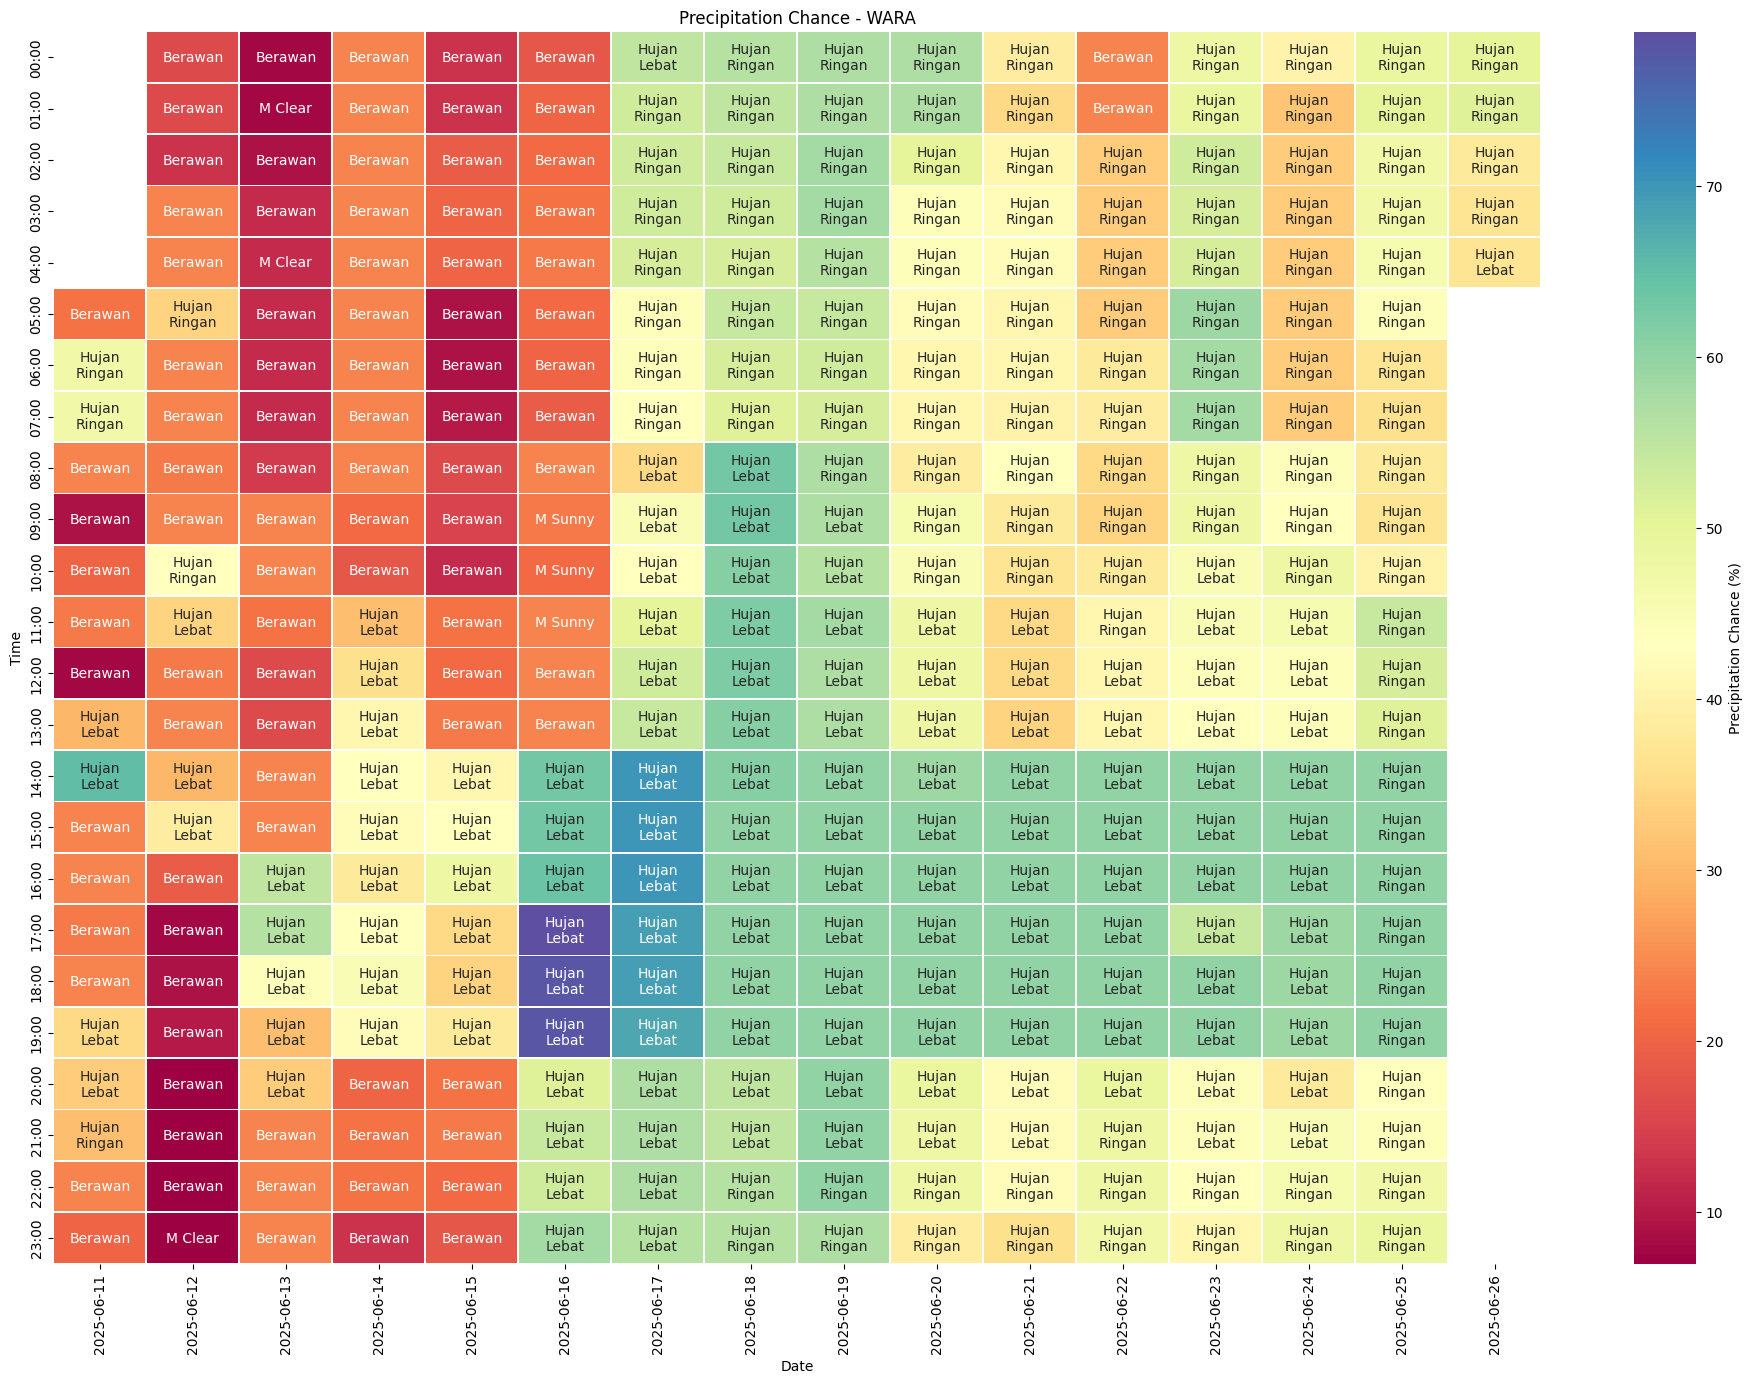 Precipitation Chance - WARA
00:00 Berawan Berawan Berawan Berawan Berawan Hujan Hujan Hujan Hujan Hujan Berawan Hujan Hujan Hujan Hujan
Lebat Ringan Ringan Ringan Ringan Ringan Ringan Ringan Ringan
01:00 Berawan M Clear Berawan Berawan Berawan Hujan Hujan Hujan Hujan Hujan Berawan Hujan Hujan Hujan Hujan
Ringan Ringan Ringan Ringan Ringan Ringan Ringan Ringan Ringan
02:00 Berawan Berawan Berawan Berawan Berawan Hujan Hujan Hujan Hujan Hujan Hujan Hujan Hujan Hujan Hujan
Ringan Ringan Ringan Ringan Ringan Ringan Ringan Ringan Ringan Ringan
03:00 Berawan Berawan Berawan Berawan Berawan Hujan Hujan Hujan Hujan Hujan Hujan Hujan Hujan Hujan Hujan
Ringan Ringan Ringan Ringan Ringan Ringan Ringan Ringan Ringan Ringan
04:00 Berawan M Clear Berawan Berawan Berawan Hujan Hujan Hujan Hujan Hujan Hujan Hujan Hujan Hujan Hujan
Ringan Ringan Ringan Ringan Ringan Ringan Ringan Ringan Ringan Lebat
05:00 Berawan Hujan Berawan Berawan Berawan Berawan Hujan Hujan Hujan Hujan Hujan Hujan Hujan Hujan Hujan
Ringan Ringan Ringan Ringan Ringan Ringan Ringan Ringan Ringan Ringan
06:00 Hujan Berawan Berawan Berawan Berawan Berawan Hujan Hujan Hujan Hujan Hujan Hujan Hujan Hujan Hujan
Ringan Ringan Ringan Ringan Ringan Ringan Ringan Ringan Ringan Ringan
07:00 Hujan Berawan Berawan Berawan Berawan Berawan Hujan Hujan Hujan Hujan Hujan Hujan Hujan Hujan Hujan
Ringan Ringan Ringan Ringan Ringan Ringan Ringan Ringan Ringan Ringan
08:00 Berawan Berawan Berawan Berawan Berawan Berawan Hujan Hujan Hujan Hujan Hujan Hujan Hujan Hujan Hujan
Lebat Lebat Ringan Ringan Ringan Ringan Ringan Ringan Ringan
09:00 Berawan Berawan Berawan Berawan Berawan M Sunny Hujan Hujan Hujan Hujan Hujan Hujan Hujan Hujan Hujan
Lebat Lebat Lebat Ringan Ringan Ringan Ringan Ringan Ringan
10:00 Berawan Hujan Berawan Berawan Berawan M Sunny Hujan Hujan Hujan Hujan Hujan Hujan Hujan Hujan Hujan
Ringan Lebat Lebat Lebat Ringan Ringan Ringan Lebat Ringan Ringan
11:00 Berawan Hujan Berawan Hujan Berawan M Sunny Hujan Hujan Hujan Hujan Hujan Hujan Hujan Hujan Hujan
Lebat Lebat Lebat Lebat Lebat Lebat Lebat Ringan Lebat Lebat Ringan
12:00 Berawan Berawan Berawan Hujan Berawan Berawan Hujan Hujan Hujan Hujan Hujan Hujan Hujan Hujan Hujan
Lebat Lebat Lebat Lebat Lebat Lebat Lebat Lebat Lebat Ringan
13:00 Hujan Berawan Berawan Hujan Berawan Berawan Hujan Hujan Hujan Hujan Hujan Hujan Hujan Hujan Hujan
Lebat Lebat Lebat Lebat Lebat Lebat Lebat Lebat Lebat Lebat Ringan
14:00 Hujan Hujan Berawan Hujan Hujan Hujan Hujan Hujan Hujan Hujan Hujan Hujan Hujan Hujan Hujan
Lebat Lebat Lebat Lebat Lebat Lebat Lebat Lebat Lebat Lebat Lebat Lebat Lebat Ringan
15:00 Berawan Hujan Berawan Hujan Hujan Hujan Hujan Hujan Hujan Hujan Hujan Hujan Hujan Hujan Hujan
Lebat Lebat Lebat Lebat Lebat Lebat Lebat Lebat Lebat Lebat Lebat Lebat Ringan
16:00 Berawan Berawan Hujan Hujan Hujan Hujan Hujan Hujan Hujan Hujan Hujan Hujan Hujan Hujan Hujan
Lebat Lebat Lebat Lebat Lebat Lebat Lebat Lebat Lebat Lebat Lebat Lebat Ringan
17:00 Berawan Berawan Hujan Hujan Hujan Hujan Hujan Hujan Hujan Hujan Hujan Hujan Hujan Hujan Hujan
Lebat Lebat Lebat Lebat Lebat Lebat Lebat Lebat Lebat Lebat Lebat Lebat Ringan
18:00 Berawan Berawan Hujan Hujan Hujan Hujan Hujan Hujan Hujan Hujan Hujan Hujan Hujan Hujan Hujan
Lebat Lebat Lebat Lebat Lebat Lebat Lebat Lebat Lebat Lebat Lebat Lebat Ringan
19:00 Hujan Berawan Hujan Hujan Hujan Hujan Hujan Hujan Hujan Hujan Hujan Hujan Hujan Hujan Hujan
Lebat Lebat Lebat Lebat Lebat Lebat Lebat Lebat Lebat Lebat Lebat Lebat Lebat Ringan
20:00 Hujan Berawan Hujan Berawan Berawan Hujan Hujan Hujan Hujan Hujan Hujan Hujan Hujan Hujan Hujan
Lebat Lebat Lebat Lebat Lebat Lebat Lebat Lebat Lebat Lebat Lebat Ringan
21:00 Hujan Berawan Berawan Berawan Berawan Hujan Hujan Hujan Hujan Hujan Hujan Hujan Hujan Hujan Hujan
Ringan Lebat Lebat Lebat Lebat Lebat Lebat Ringan Lebat Lebat Ringan
22:00 Berawan Berawan Berawan Berawan Berawan Hujan Hujan Hujan Hujan Hujan Hujan Hujan Hujan Hujan Hujan
Lebat Lebat Ringan Ringan Ringan Ringan Ringan Ringan Ringan Ringan
23:00 Berawan M Clear Berawan Berawan Berawan Hujan Hujan Hujan Hujan Hujan Hujan Hujan Hujan Hujan Hujan
Lebat Lebat Ringan Ringan Ringan Ringan Ringan Ringan Ringan Ringan
Time
2025-06-11 2025-06-12 2025-06-13 2025-06-14 2025-06-15 2025-06-16 2025-06-17 2025-06-18 2025-06-19 2025-06-20 2025-06-21 2025-06-22 2025-06-23 2025-06-24 2025-06-25 2025-06-26
Date
70
60
50
40
30
20
10
Precipitation Chance (%)